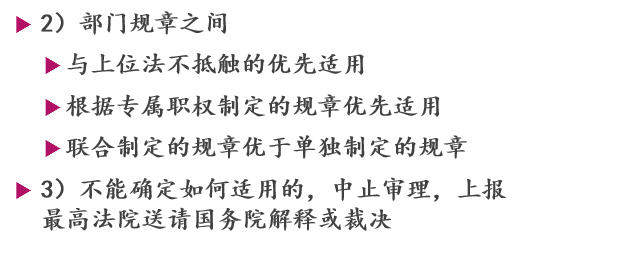 2）部门规章之间
与上位法不抵触的优先适用
根据专属职权制定的规章优先适用
联合制定的规章优于单独制定的规章
3）不能确定如何适用的，中止审理，上报
最高法院送请国务院解释或裁决